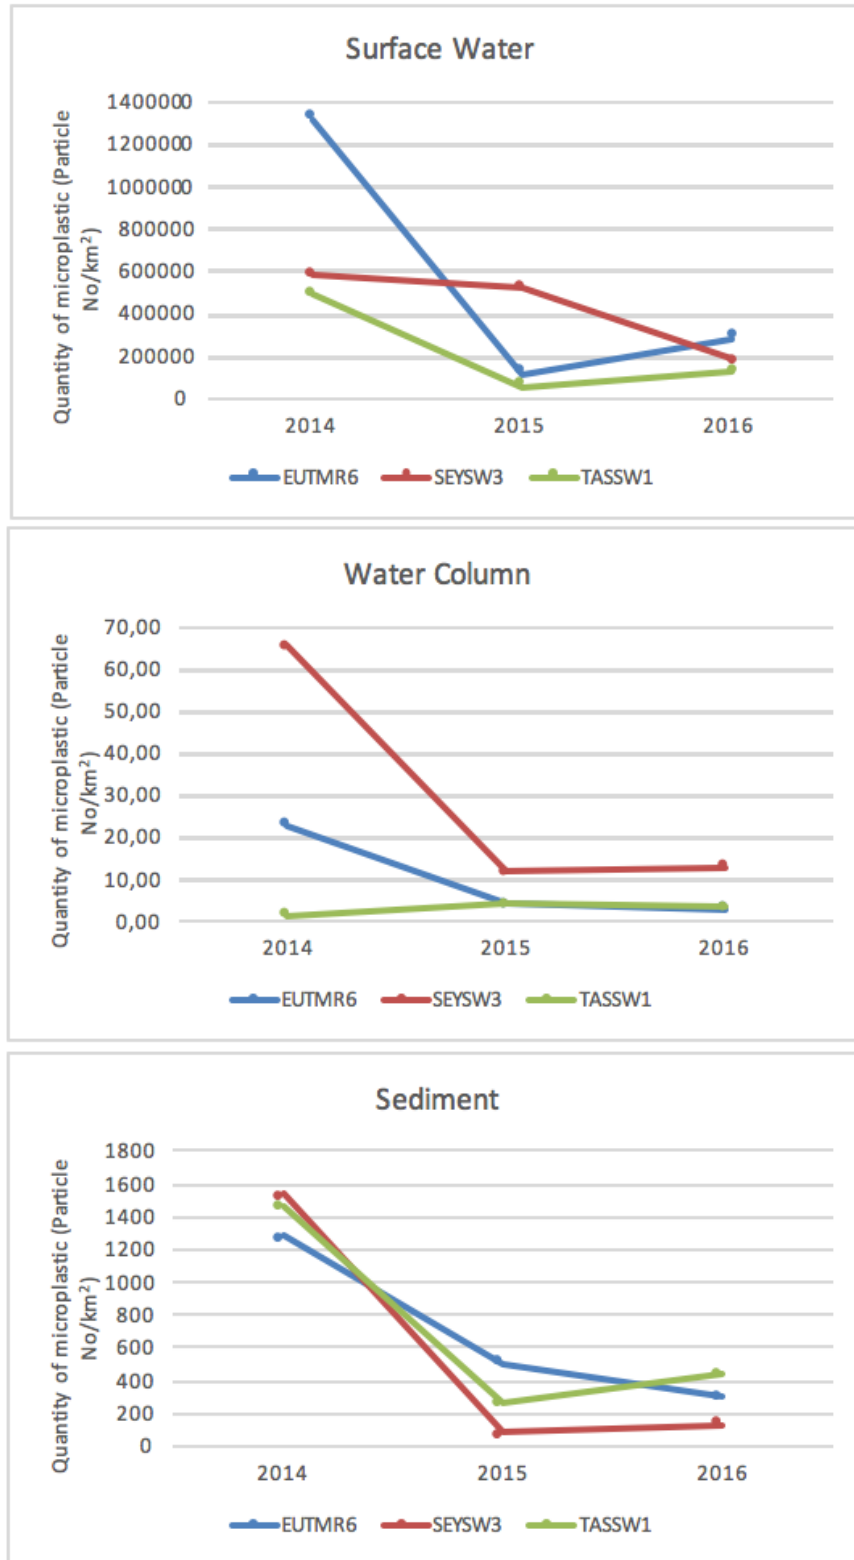 Surface Water
Quantity of microplastic (Particle
No/km²)
1400000
1200000
1000000
800000
600000
400000
200000
0
2014 2015 2016
EUTMR6 SEYSW3 TASSW1
Water Column
Quantity of microplastic (Particle
No/km²)
70,00
60,00
50,00
40,00
30,00
20,00
10,00
0,00
2014 2015 2016
EUTMR6 SEYSW3 TASSW1
Sediment
Quantity of microplastic (Particle
No/km²)
1800
1600
1400
1200
1000
800
600
400
200
0
2014 2015 2016
EUTMR6 SEYSW3 TASSW1